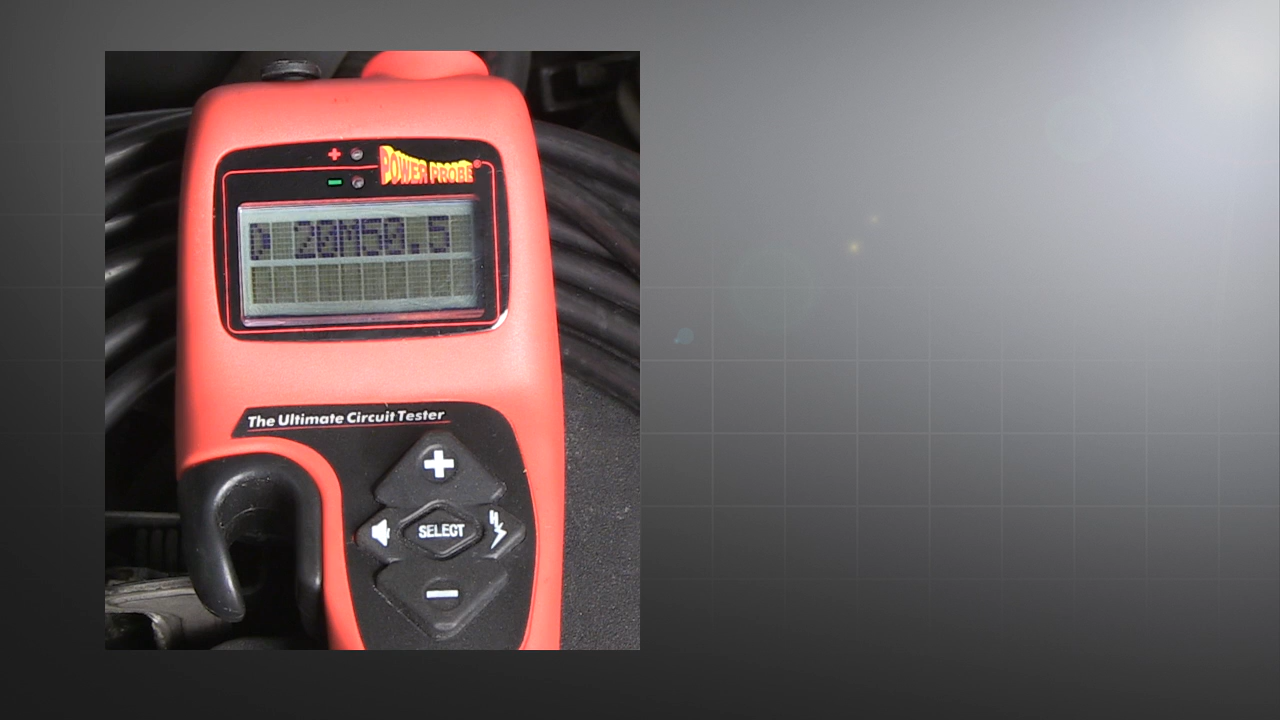 POWER PROBE®
D 20M50.5
The Ultimate Circuit Tester
+
SELECT
−